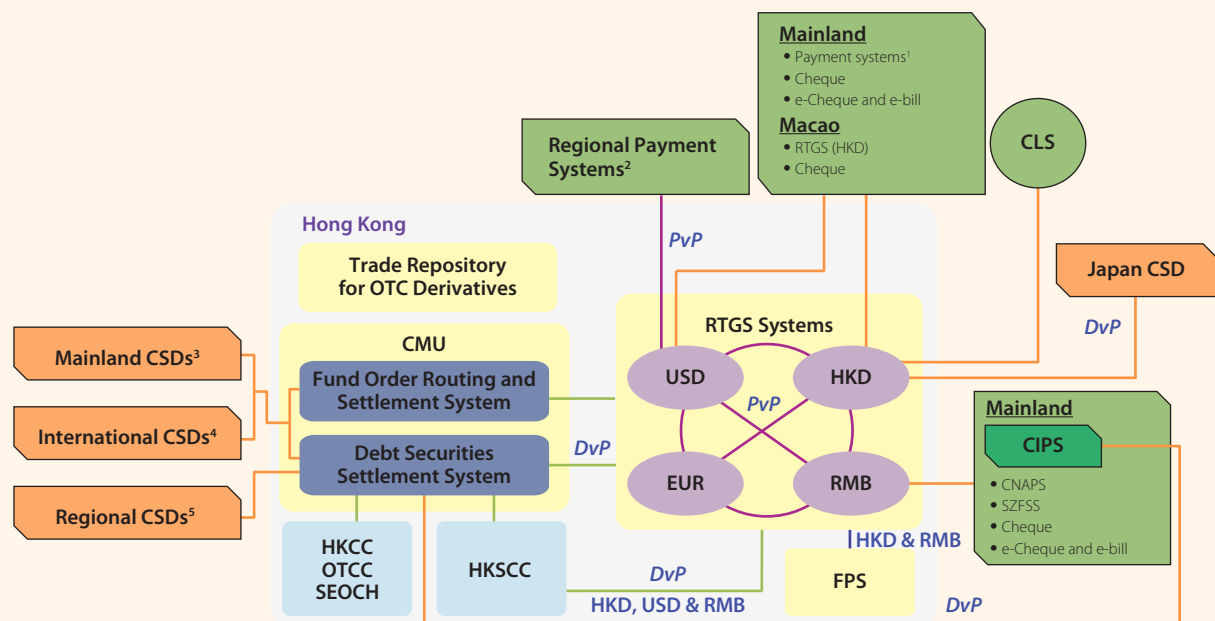 Mainland
• Payment systems¹
• Cheque
• e-Cheque and e-bill
Macao
• RTGS (HKD)
• Cheque
CLS
Regional Payment
Systems²
PvP
Hong Kong
Trade Repository
for OTC Derivatives
Japan CSD
DvP
RTGS Systems
CMU
Mainland CSDs³
Fund Order Routing and
Settlement System
USD
HKD
PvP
International CSDs⁴
Debt Securities
Settlement System
DvP
EUR
RMB
Mainland
CIPS
• CNAPS
• SZFSS
• Cheque
• e-Cheque and e-bill
Regional CSDs⁵
HKCC
OTCC
SEOCH
HKSCC
DvP
HKD, USD & RMB
HKD & RMB
FPS
DvP